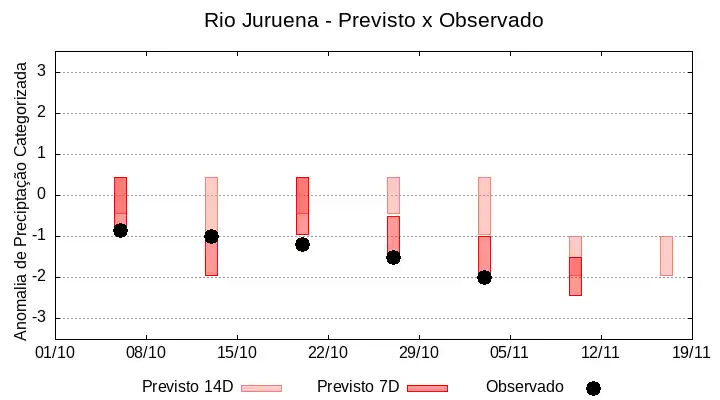 Rio Juruena - Previsto x Observado
Anomalia de Preciptação Categorizada
3
2
1
0
-1
-2
-3
01/10 08/10 15/10 22/10 29/10 05/11 12/11 19/11
Previsto 14D Previsto 7D Observado